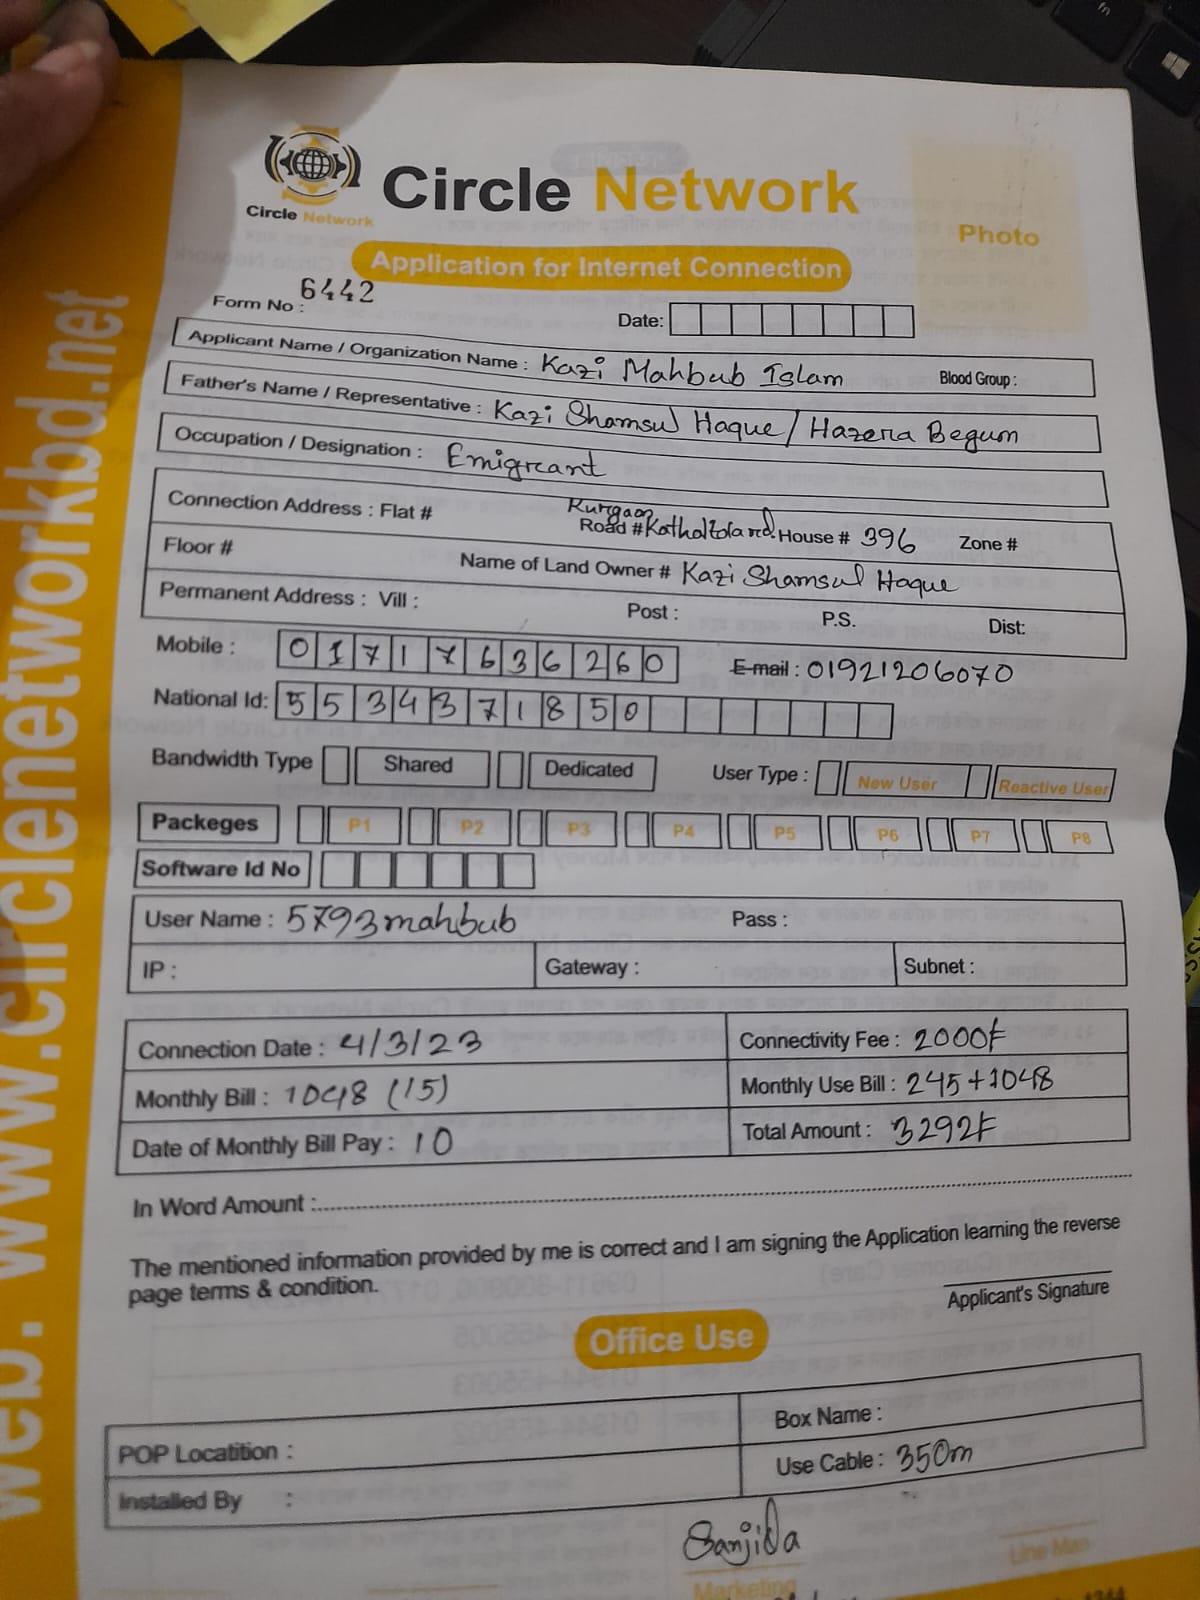 web: www.circlenetworkbd.net
Circle Network
Circle Network
Photo
Application for Internet Connection
Form No : 6442
Date:
Applicant Name / Organization Name : Kazi Mahbub Islam Blood Group :
Father's Name / Representative : Kazi Shamsul Haque / Hazera Begum
Occupation / Designation : Emigrant
Connection Address : Flat # Road # Kurgaon Kathaltola rd. House # 396 Zone #
Floor # Name of Land Owner # Kazi Shamsul Haque
Permanent Address : Vill : Post : P.S. Dist:
Mobile : 01717636260 E-mail : 01921206070
National Id: 5534371850
Bandwidth Type Shared Dedicated User Type : New User Reactive User
Packeges P1 P2 P3 P4 P5 P6 P7 P8
Software Id No
User Name : 5793mahbub Pass :
IP : Gateway : Subnet :
Connection Date : 4/3/23 Connectivity Fee : 2000৳
Monthly Bill : 1048 (15) Monthly Use Bill : 245+1048
Date of Monthly Bill Pay : 10 Total Amount : 3292৳
In Word Amount :
The mentioned information provided by me is correct and I am signing the Application learning the reverse
page terms & condition.
Applicant's Signature
Office Use
POP Locatition : Box Name :
Installed By : Use Cable : 350m
Sanjida
Marketing Line Man